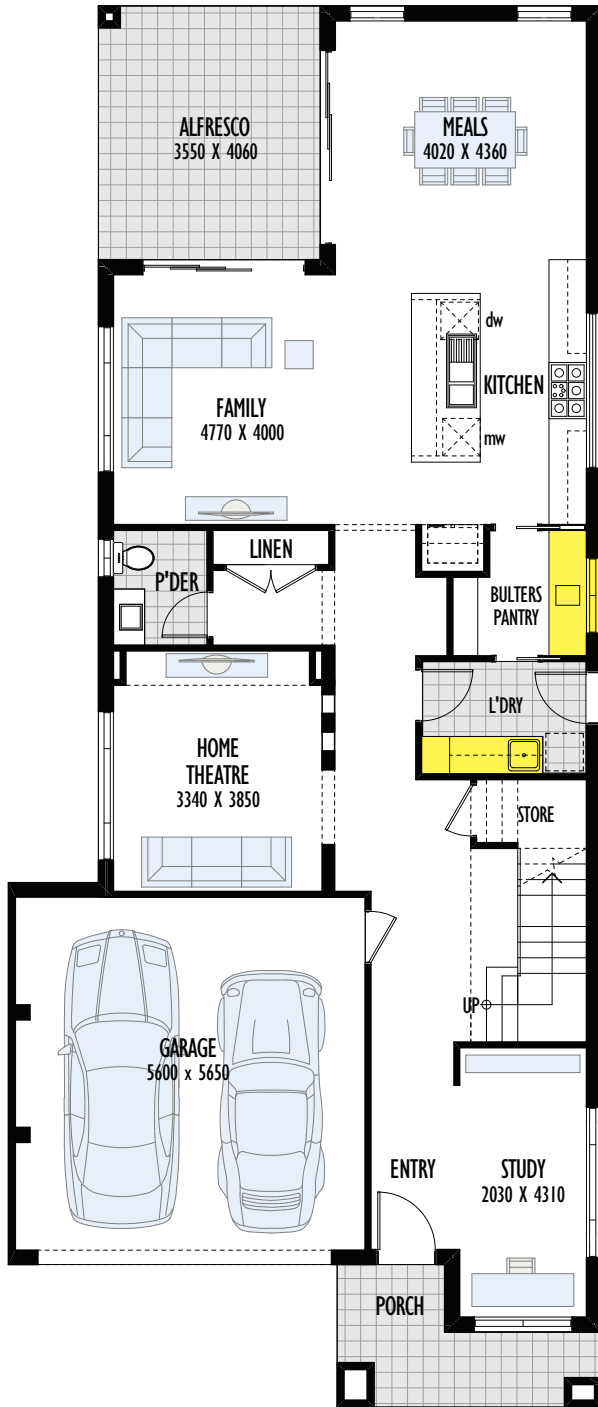 ALFRESCO
3550 X 4060
MEALS
4020 X 4360
dw
KITCHEN
mw
FAMILY
4770 X 4000
LINEN
P'DER
BULTERS
PANTRY
L'DRY
HOME
THEATRE
3340 X 3850
STORE
UP
GARAGE
5600 x 5650
ENTRY
STUDY
2030 X 4310
PORCH